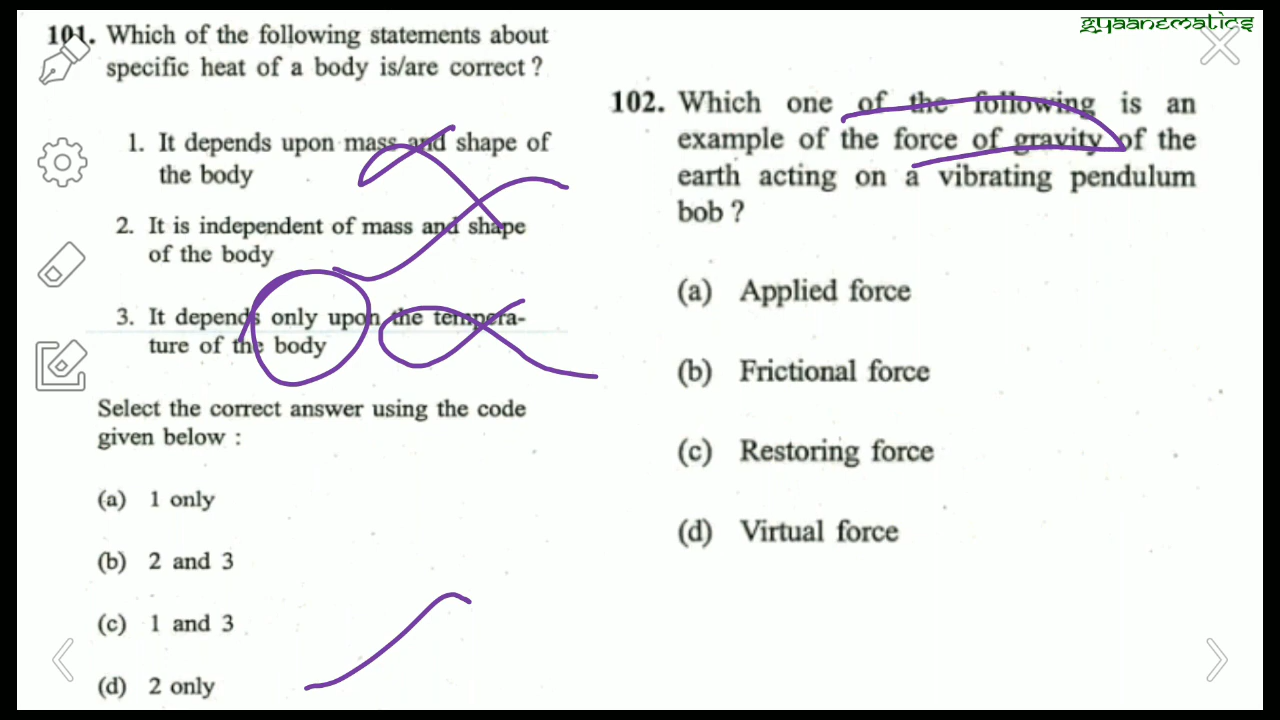 gyaanematics
101. Which of the following statements about
specific heat of a body is/are correct ?
1. It depends upon mass and shape of
the body
2. It is independent of mass and shape
of the body
3. It depends only upon the tempera-
ture of the body
Select the correct answer using the code
given below :
(a) 1 only
(b) 2 and 3
(c) 1 and 3
(d) 2 only
102. Which one of the following is an
example of the force of gravity of the
earth acting on a vibrating pendulum
bob ?
(a) Applied force
(b) Frictional force
(c) Restoring force
(d) Virtual force